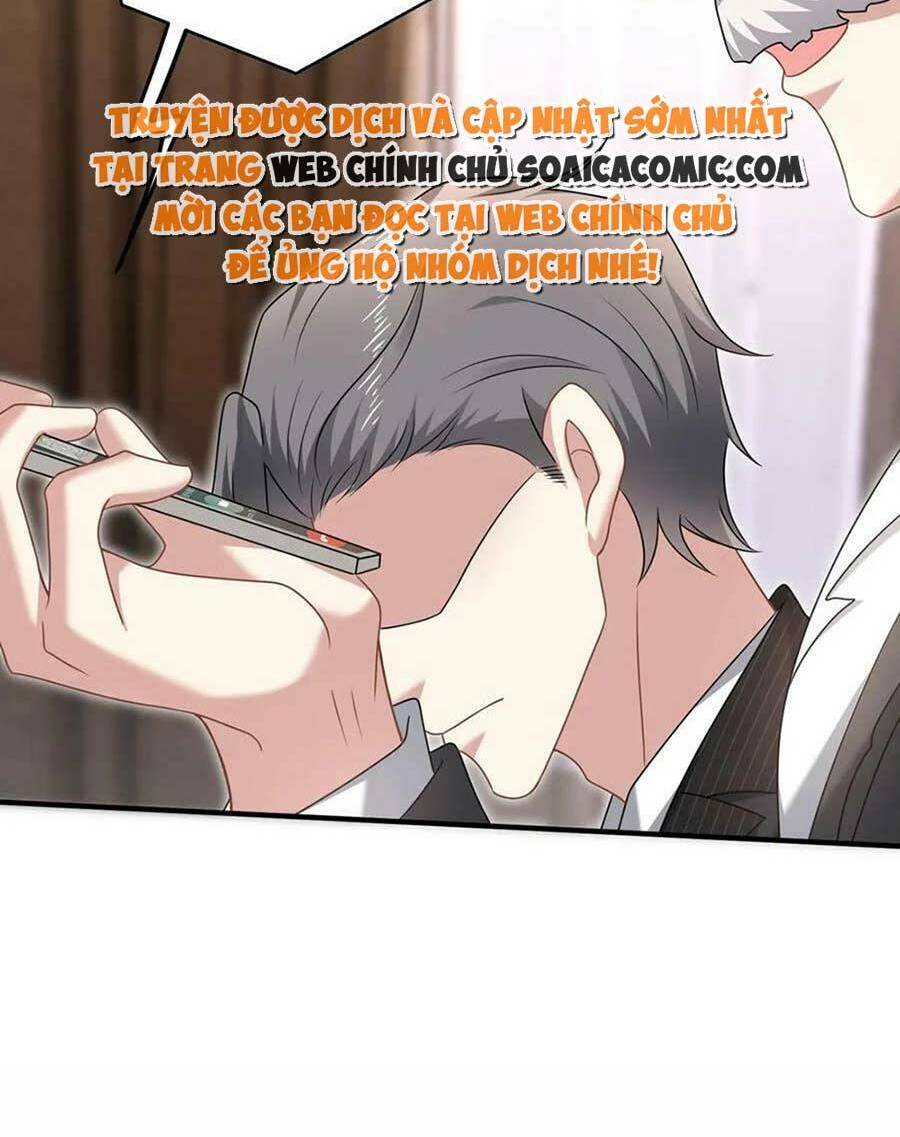 TRUYỆN ĐƯỢC DỊCH VÀ CẬP NHẬT SỚM NHẤT
TẠI TRANG WEB CHÍNH CHỦ SOAICACOMIC.COM
MỜI CÁC BẠN ĐỌC TẠI WEB CHÍNH CHỦ
ĐỂ ỦNG HỘ NHÓM DỊCH NHÉ!